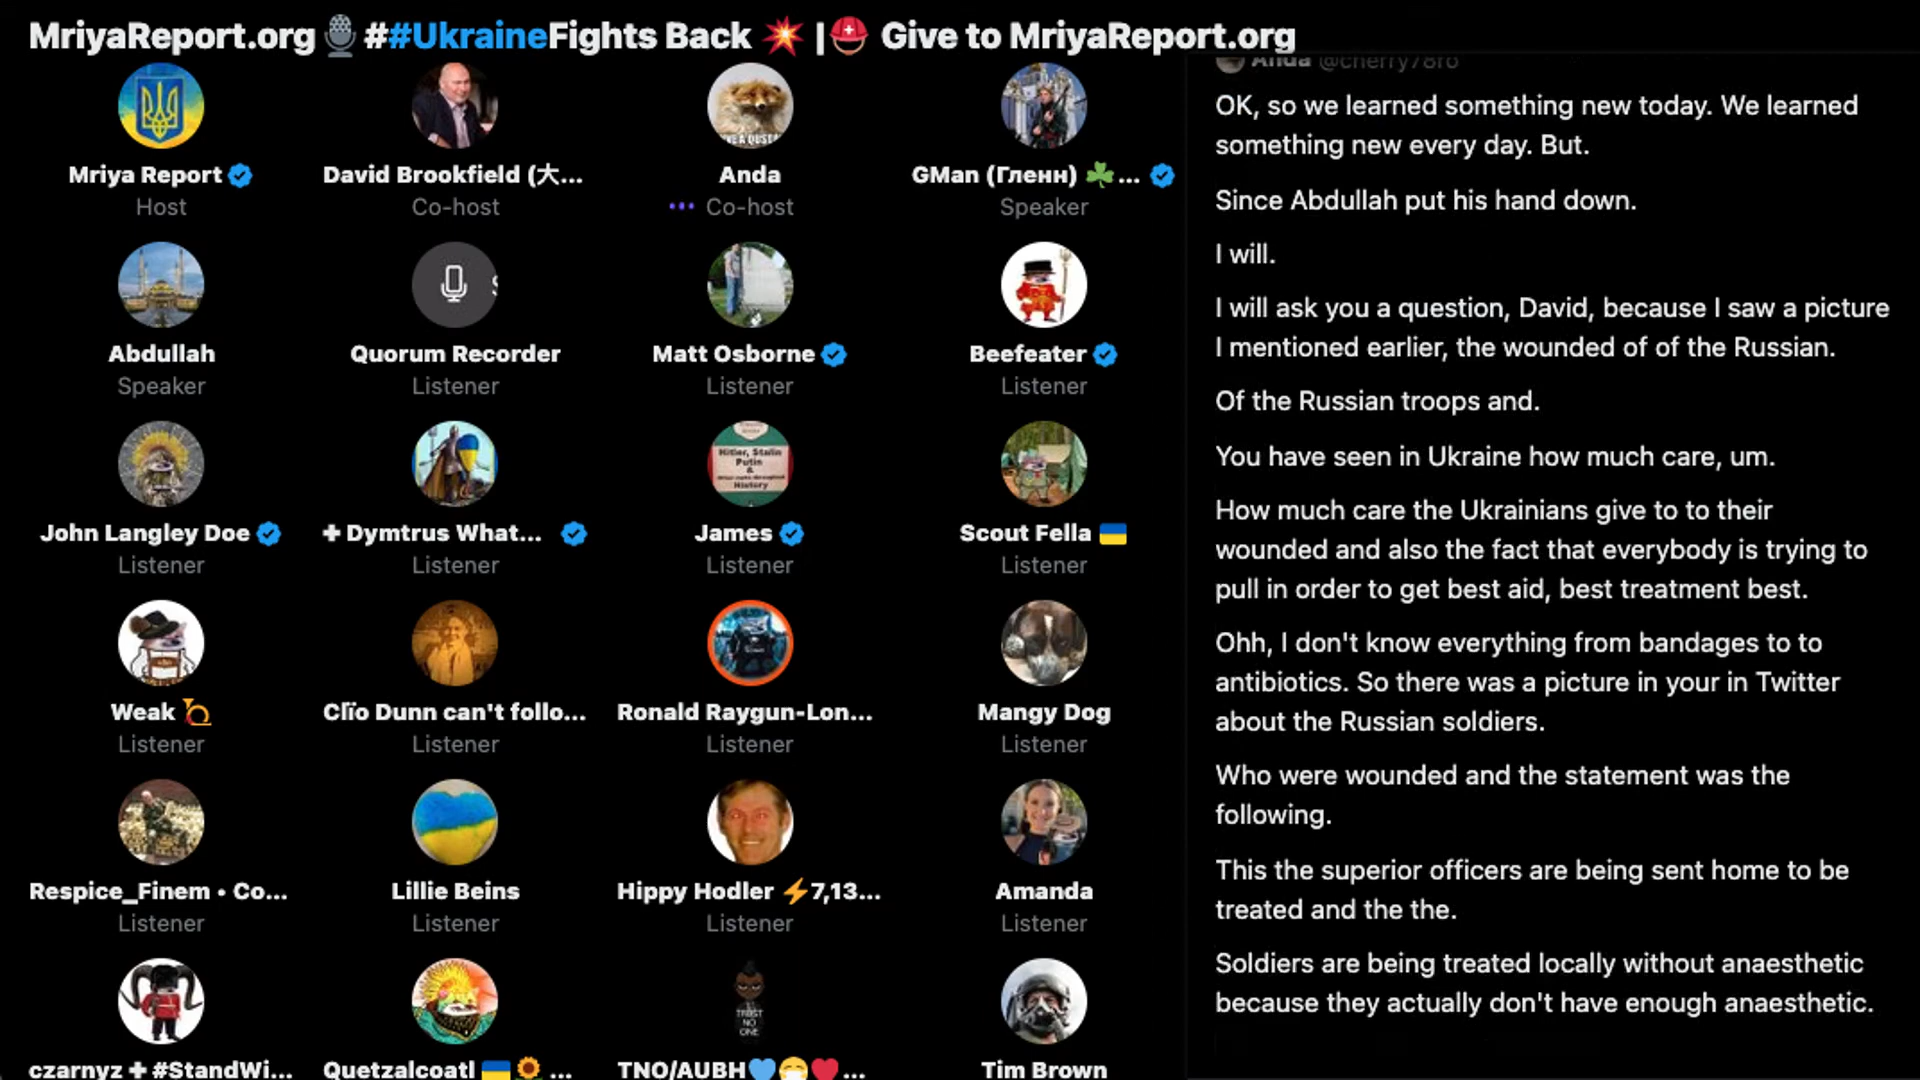 MriyaReport.org🎙️##UkraineFights Back 💥 |⛑️ Give to MriyaReport.org
Mriya Report
Host
David Brookfield (大...
Co-host
Anda
Co-host
GMan (Гленн) ☘️...
Speaker
Abdullah
Speaker
Quorum Recorder
Listener
Matt Osborne
Listener
Beefeater
Listener
John Langley Doe
Listener
✚ Dymtrus What...
Listener
Hitler, Stalin
Putin
&
History
James
Listener
Scout Fella 🇺🇦
Listener
Weak
Listener
Clïo Dunn can't follo...
Listener
Ronald Raygun-Lon...
Listener
Mangy Dog
Listener
Respice_Finem • Co...
Listener
Lillie Beins
Listener
Hippy Hodler ⚡7,13...
Listener
Amanda
Listener
czarnyz ✚ #StandWi...
Quetzalcoatl 🇺🇦🌻 ...
TRUST
NO
ONE
TNO/AUBH💙😷❤️...
Tim Brown
Anda @cherry78ro
OK, so we learned something new today. We learned
something new every day. But.
Since Abdullah put his hand down.
I will.
I will ask you a question, David, because I saw a picture
I mentioned earlier, the wounded of of the Russian.
Of the Russian troops and.
You have seen in Ukraine how much care, um.
How much care the Ukrainians give to to their
wounded and also the fact that everybody is trying to
pull in order to get best aid, best treatment best.
Ohh, I don't know everything from bandages to to
antibiotics. So there was a picture in your in Twitter
about the Russian soldiers.
Who were wounded and the statement was the
following.
This the superior officers are being sent home to be
treated and the the.
Soldiers are being treated locally without anaesthetic
because they actually don't have enough anaesthetic.